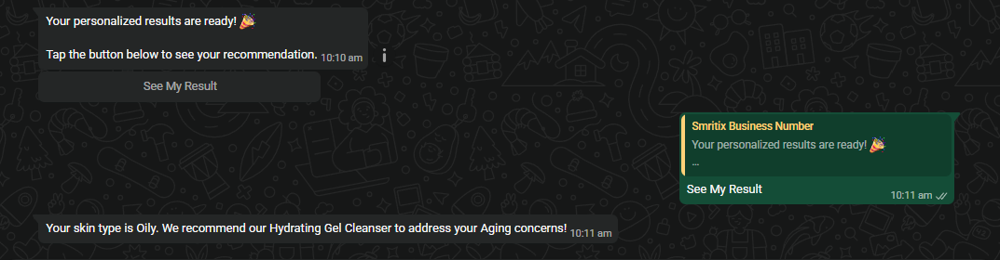 Your personalized results are ready! 🎉
Tap the button below to see your recommendation. 10:10 am
See My Result
Smritix Business Number
Your personalized results are ready! 🎉
...
See My Result
10:11 am
Your skin type is Oily. We recommend our Hydrating Gel Cleanser to address your Aging concerns! 10:11 am